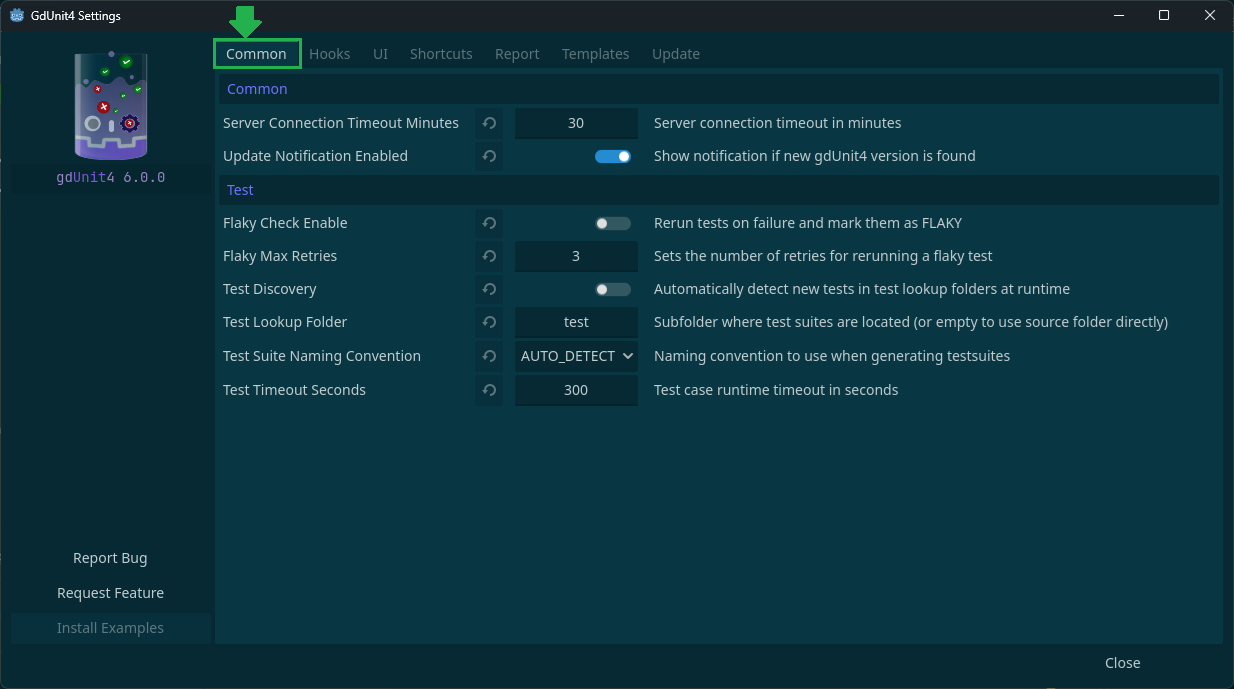 GdUnit4 Settings
Common Hooks UI Shortcuts Report Templates Update
gdUnit4 6.0.0
Common
Server Connection Timeout Minutes 30 Server connection timeout in minutes
Update Notification Enabled Show notification if new gdUnit4 version is found
Test
Flaky Check Enable Rerun tests on failure and mark them as FLAKY
Flaky Max Retries 3 Sets the number of retries for rerunning a flaky test
Test Discovery Automatically detect new tests in test lookup folders at runtime
Test Lookup Folder test Subfolder where test suites are located (or empty to use source folder directly)
Test Suite Naming Convention AUTO_DETECT Naming convention to use when generating testsuites
Test Timeout Seconds 300 Test case runtime timeout in seconds
Report Bug
Request Feature
Install Examples
Close